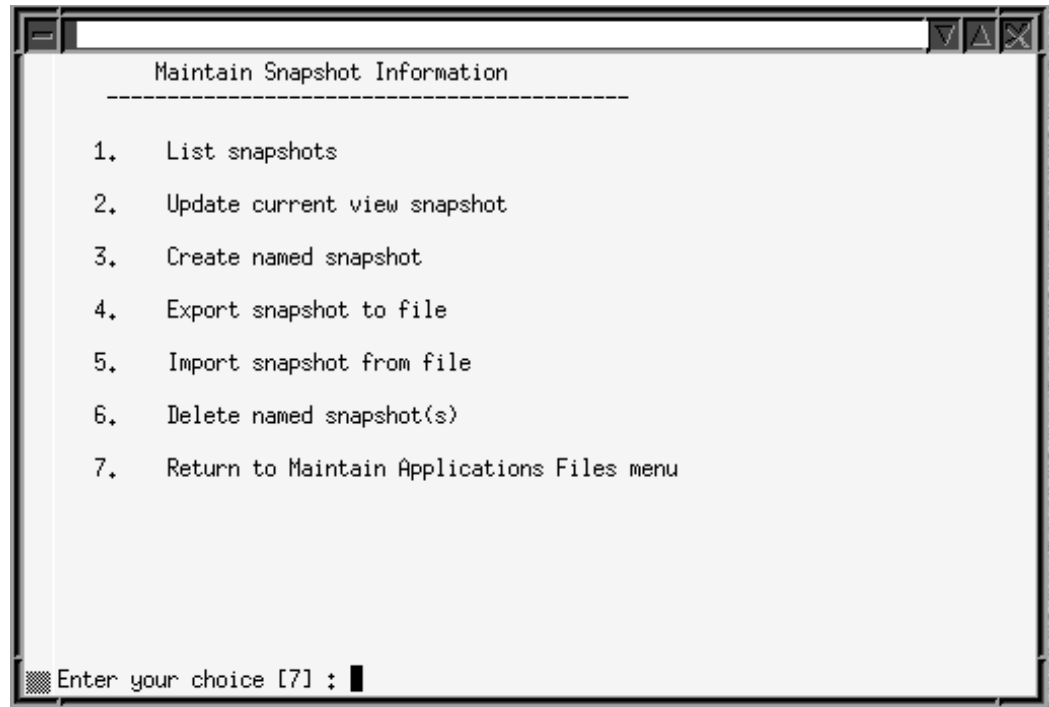 Maintain Snapshot Information
-------------------------------------------
1. List snapshots
2. Update current view snapshot
3. Create named snapshot
4. Export snapshot to file
5. Import snapshot from file
6. Delete named snapshot(s)
7. Return to Maintain Applications Files menu
Enter your choice [7] :